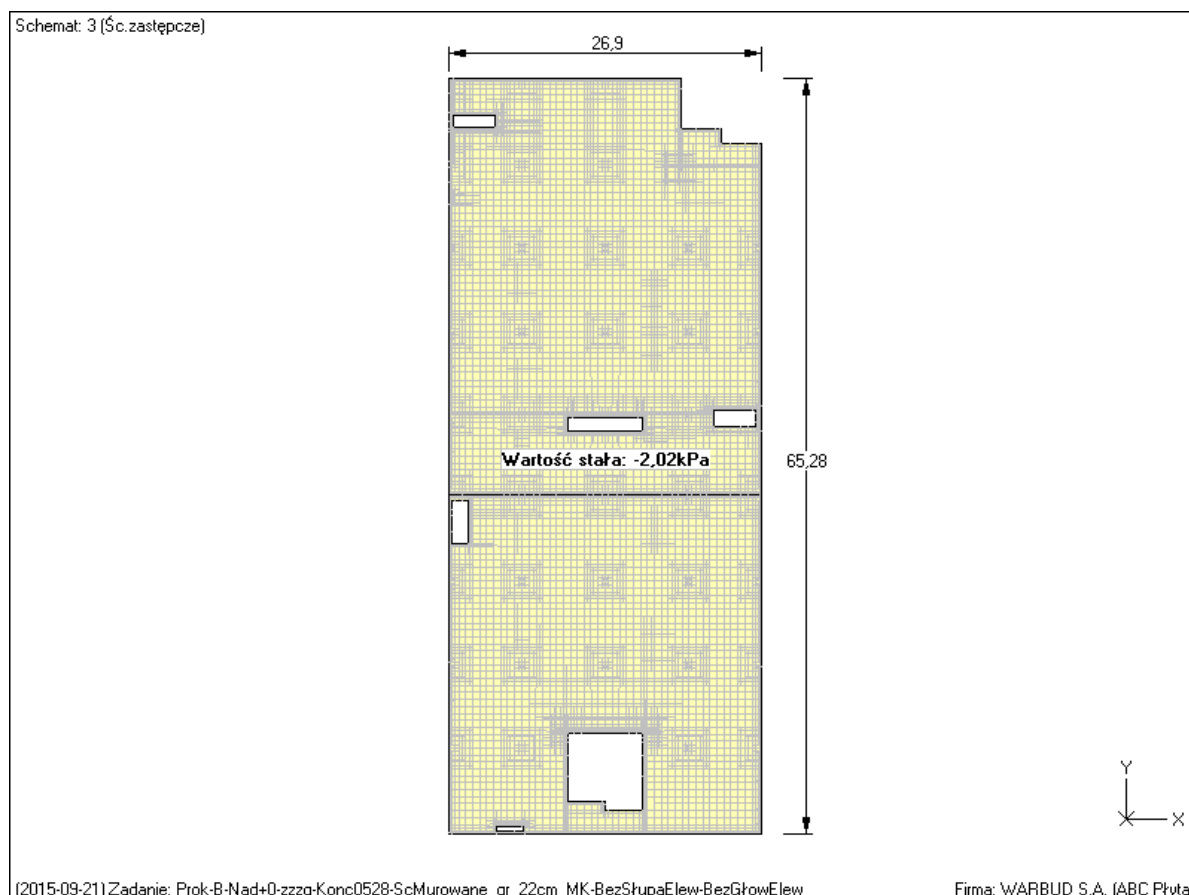 Schemat: 3 (Śc.zastępcze)
26,9
Wartość stała: -2,02kPa
65,28
Y
X
(2015-09-21) Zadanie: Prok-B-Nad+0-zzzg-Konc0528-ScMurowane_gr_22cm_MK-BezSłupaElew-BezGłowElew
Firma: WARBUD S.A. (ABC Płyta